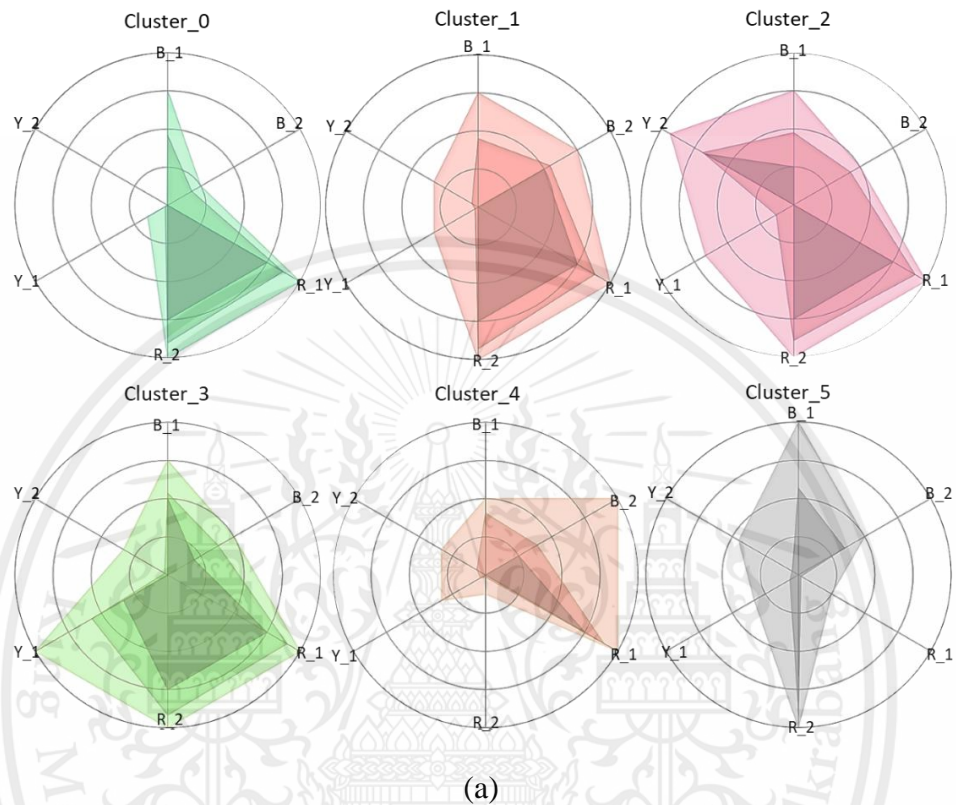 Cluster_0 Cluster_1 Cluster_2
B_1 B_1 B_1
Y_2 B_2 Y_2 B_2 Y_2 B_2
Y_1 R_1 Y_1 R_1 Y_1 R_1
R_2 R_2 R_2
Cluster_3 Cluster_4 Cluster_5
B_1 B_1 B_1
Y_2 B_2 Y_2 B_2 Y_2 B_2
Y_1 R_1 Y_1 R_1 Y_1 R_1
R_2 R_2 R_2
(a)